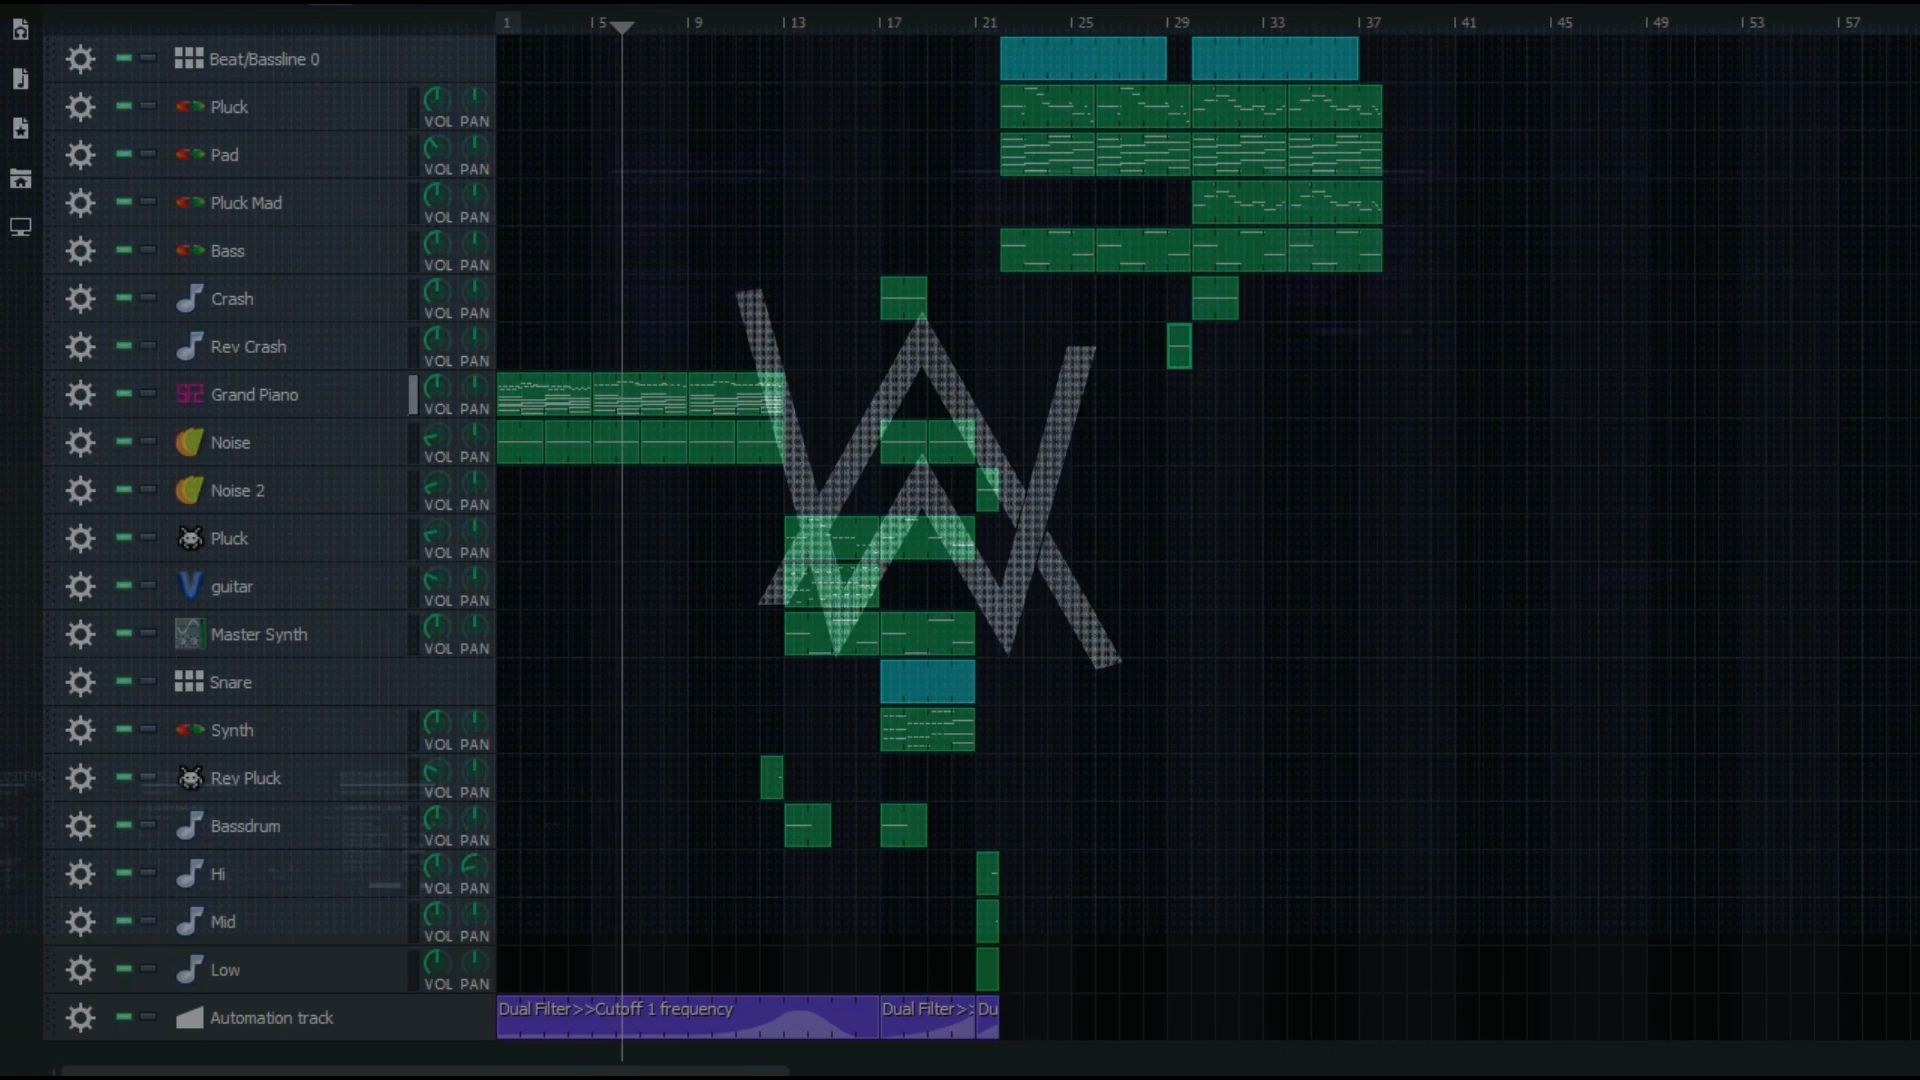 1 5 9 13 17 21 25 29 33 37 41 45 49 53 57
Beat/Bassline 0
Pluck VOL PAN
Pad VOL PAN
Pluck Mad VOL PAN
Bass VOL PAN
Crash VOL PAN
Rev Crash VOL PAN
Grand Piano VOL PAN
Noise VOL PAN
Noise 2 VOL PAN
Pluck VOL PAN
guitar VOL PAN
Master Synth VOL PAN
Snare
Synth VOL PAN
Rev Pluck VOL PAN
Bassdrum VOL PAN
Hi VOL PAN
Mid VOL PAN
Low VOL PAN
Automation track Dual Filter>>Cutoff 1 frequency Dual Filter>> Du